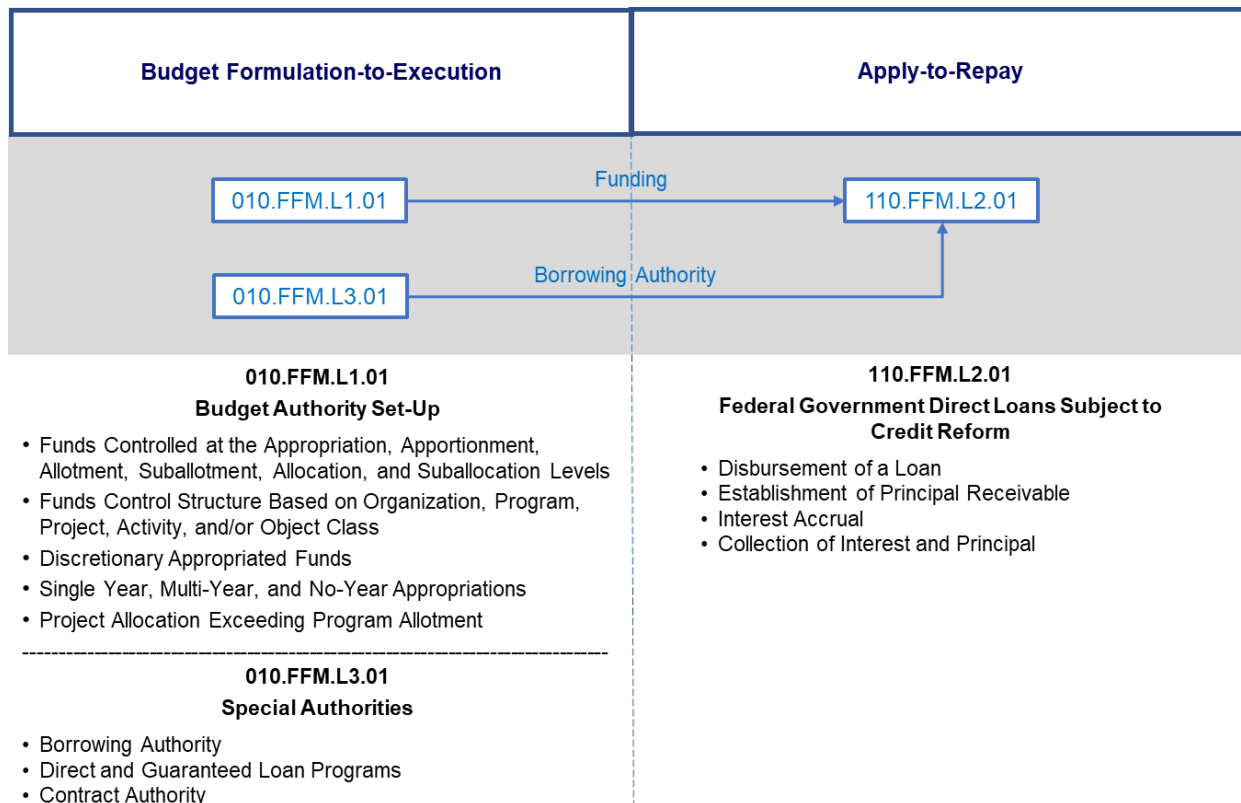 Budget Formulation-to-Execution
Apply-to-Repay
010.FFM.L1.01
Funding
110.FFM.L2.01
010.FFM.L3.01
Borrowing Authority
010.FFM.L1.01
Budget Authority Set-Up
• Funds Controlled at the Appropriation, Apportionment,
Allotment, Suballotment, Allocation, and Suballocation Levels
• Funds Control Structure Based on Organization, Program,
Project, Activity, and/or Object Class
• Discretionary Appropriated Funds
• Single Year, Multi-Year, and No-Year Appropriations
• Project Allocation Exceeding Program Allotment
010.FFM.L3.01
Special Authorities
• Borrowing Authority
• Direct and Guaranteed Loan Programs
• Contract Authority
110.FFM.L2.01
Federal Government Direct Loans Subject to
Credit Reform
• Disbursement of a Loan
• Establishment of Principal Receivable
• Interest Accrual
• Collection of Interest and Principal